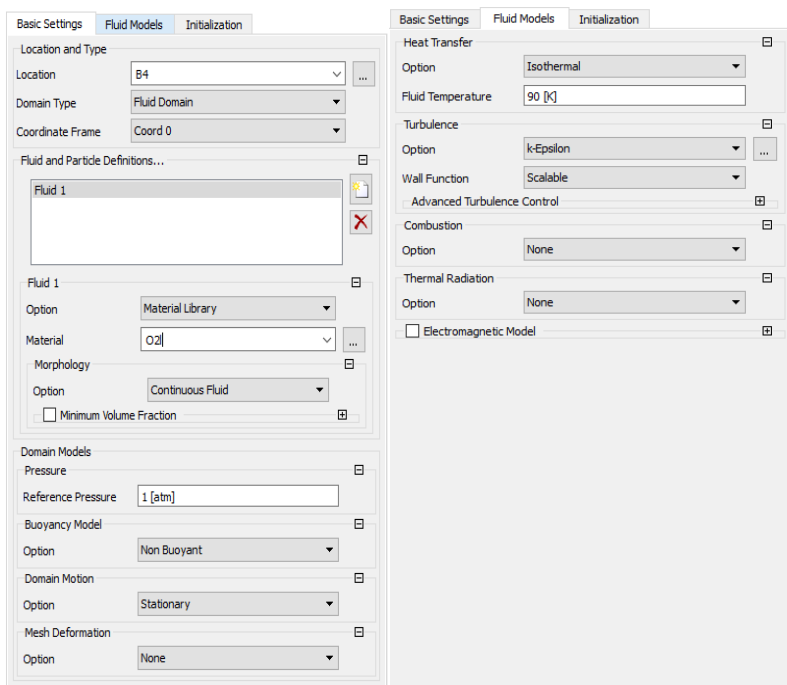 Basic Settings Fluid Models Initialization
Location and Type
Location B4 ...
Domain Type Fluid Domain
Coordinate Frame Coord 0
Fluid and Particle Definitions...
Fluid 1
Fluid 1
Option Material Library
Material O2l ...
Morphology
Option Continuous Fluid
Minimum Volume Fraction
Domain Models
Pressure
Reference Pressure 1 [atm]
Buoyancy Model
Option Non Buoyant
Domain Motion
Option Stationary
Mesh Deformation
Option None
Basic Settings Fluid Models Initialization
Heat Transfer
Option Isothermal
Fluid Temperature 90 [K]
Turbulence
Option k-Epsilon ...
Wall Function Scalable
Advanced Turbulence Control
Combustion
Option None
Thermal Radiation
Option None
Electromagnetic Model